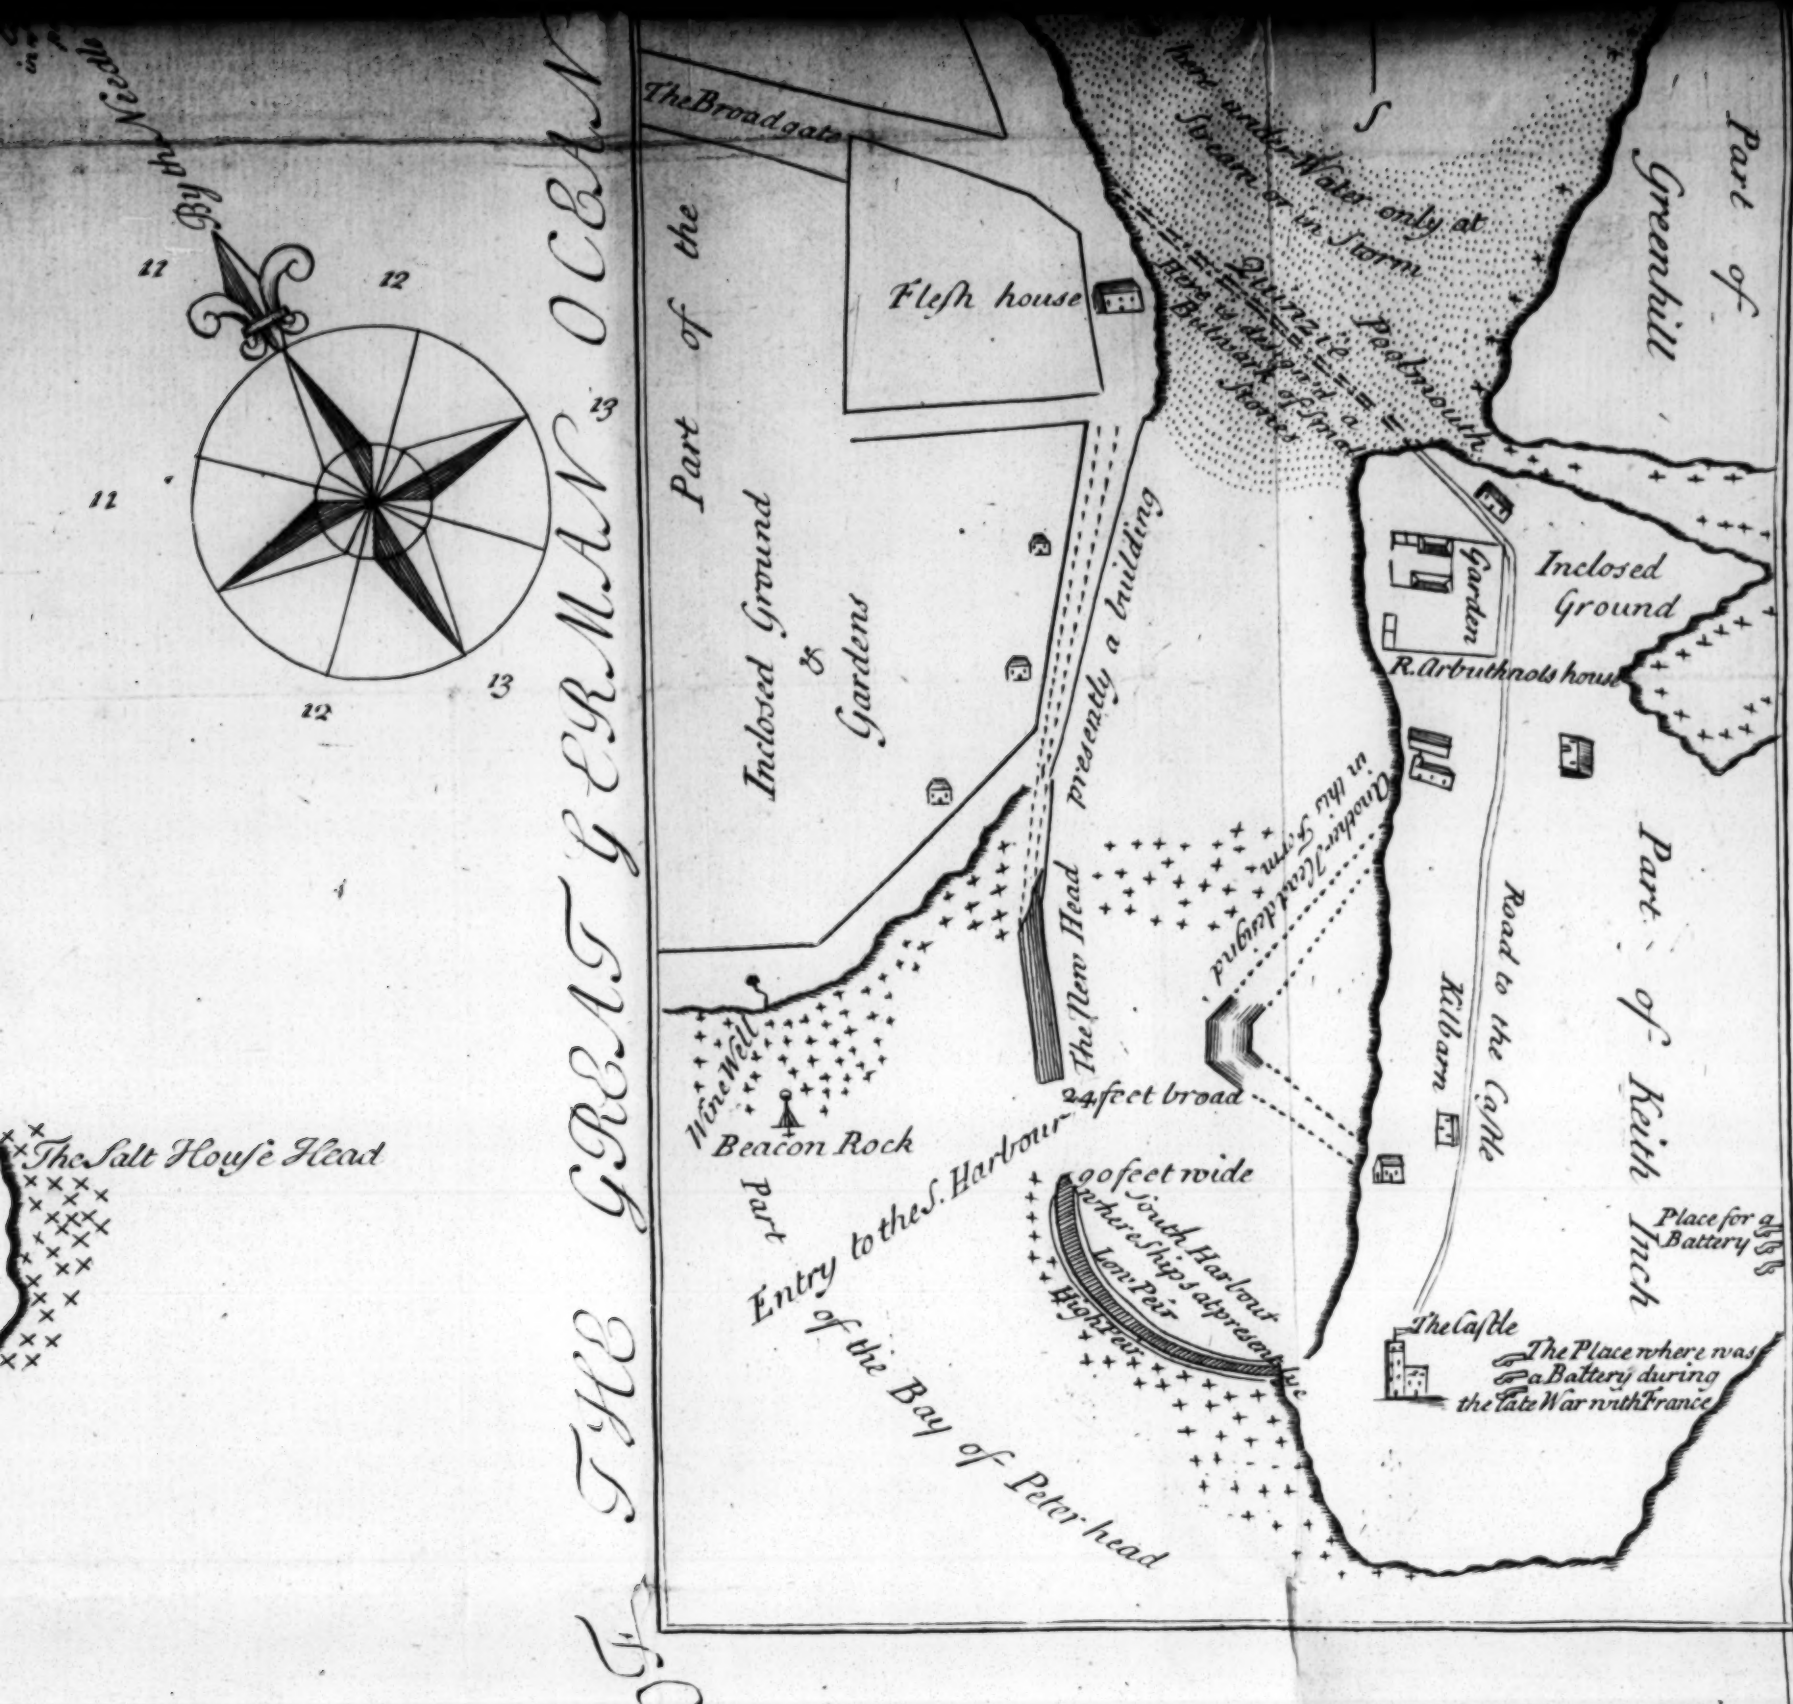 By the Needle
11
12
13
11
12
13
OF THE GREAT GERMAN OCEAN
The Salt House Head
The Broadgate
Part of the
Inclosed Ground
&
Gardens
Flesh house
here under Water only at
Stream or in Storm
S
Quinzie Poolmouth
Here is design'd a
Bulwark of small
Stones
Part of
Greenhill
presently a building
The New Head
Another Head designd
in this Form
24 feet broad
90 feet wide
Wine Well
Beacon Rock
Entry to the S. Harbour
Part of the Bay of Peterhead
South Harbour
where Ships at present lye
Low Peir
High Peir
Garden
Inclosed
Ground
R. Arbuthnots house
Road to the Castle
Kilbarn
Part of Keith Inch
Place for a
Battery
The Castle
The Place where was
a Battery during
the late War with France